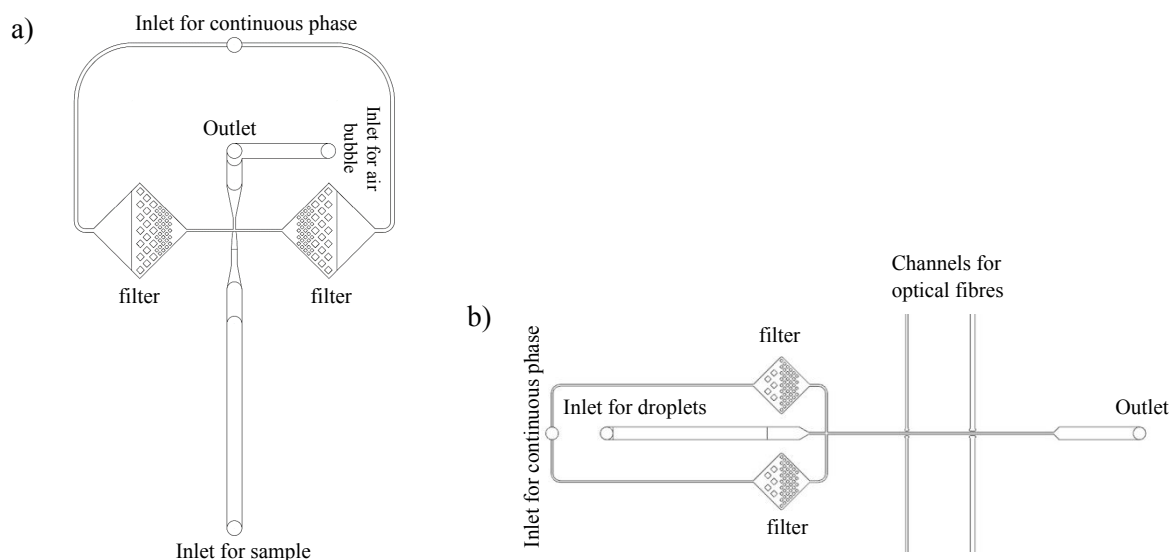 a)
Inlet for continuous phase
Outlet
Inlet for air
bubble
filter
filter
Inlet for sample
b)
Channels for
optical fibres
filter
Inlet for continuous phase
Inlet for droplets
Outlet
filter